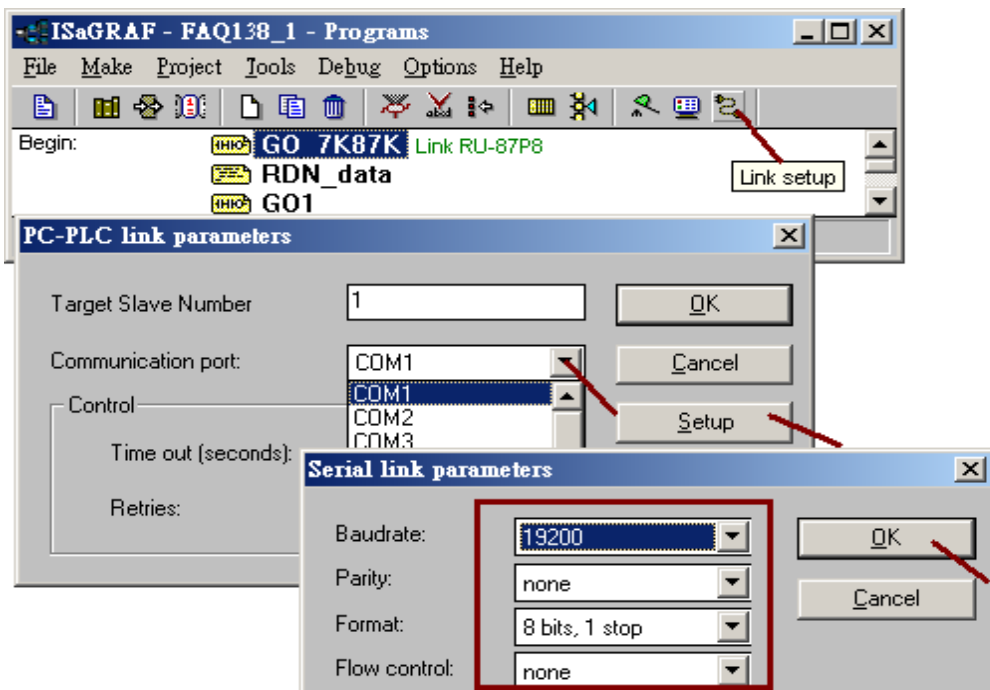 ISaGRAF - FAQ138_1 - Programs
File Make Project Tools Debug Options Help
Begin: GO_7K87K Link RU-87P8
RDN_data
GO1
Link setup
PC-PLC link parameters
Target Slave Number 1 OK
Communication port: COM1 Cancel
COM1
Control COM2 Setup
COM3
Time out (seconds):
Retries:
Serial link parameters
Baudrate: 19200 OK
Parity: none Cancel
Format: 8 bits, 1 stop
Flow control: none